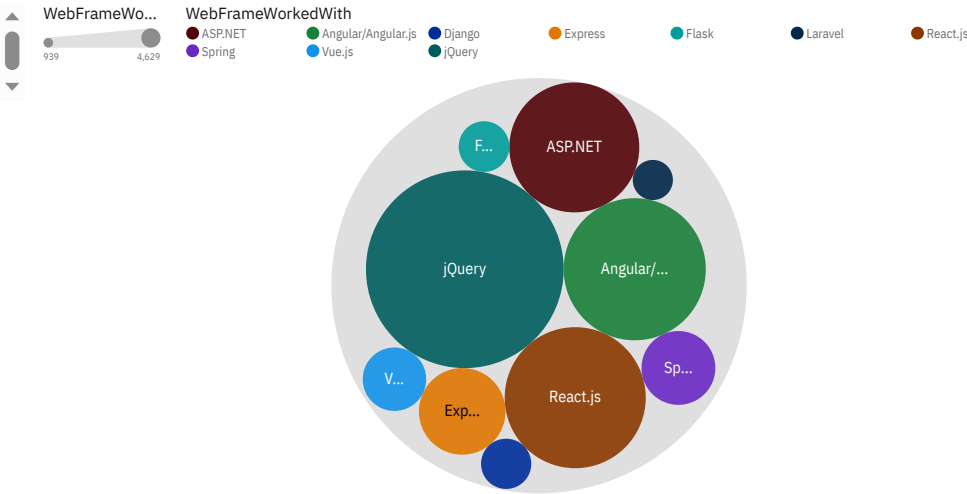 WebFrameWo...
939
4,629
WebFrameWorkedWith
ASP.NET
Angular/Angular.js
Django
Express
Flask
Laravel
React.js
Spring
Vue.js
jQuery
F...
ASP.NET
jQuery
Angular/...
V...
Exp...
React.js
Sp...